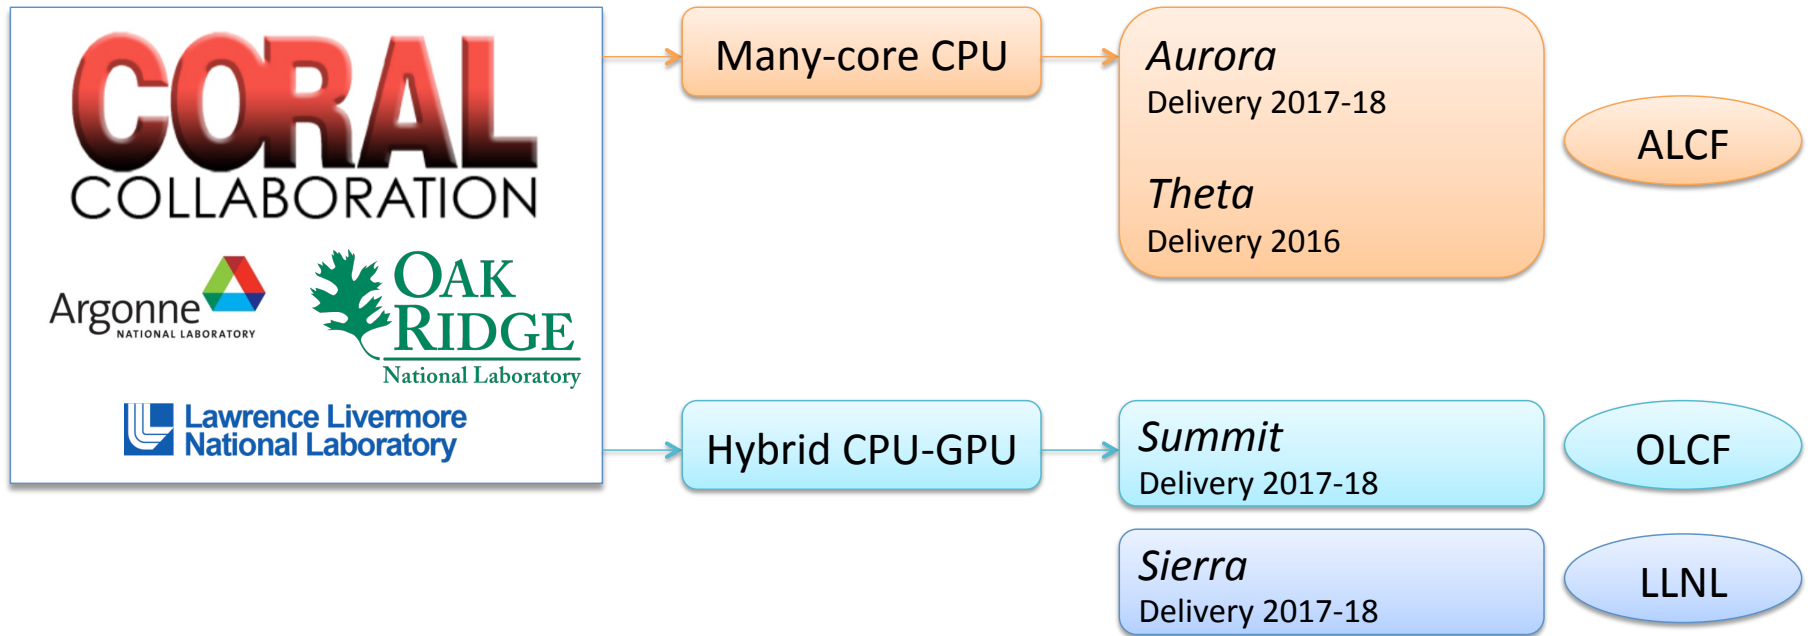 CORAL
COLLABORATION
Argonne
NATIONAL LABORATORY
OAK
RIDGE
National Laboratory
Lawrence Livermore
National Laboratory
Many-core CPU
Aurora
Delivery 2017-18
Theta
Delivery 2016
ALCF
Hybrid CPU-GPU
Summit
Delivery 2017-18
OLCF
Sierra
Delivery 2017-18
LLNL